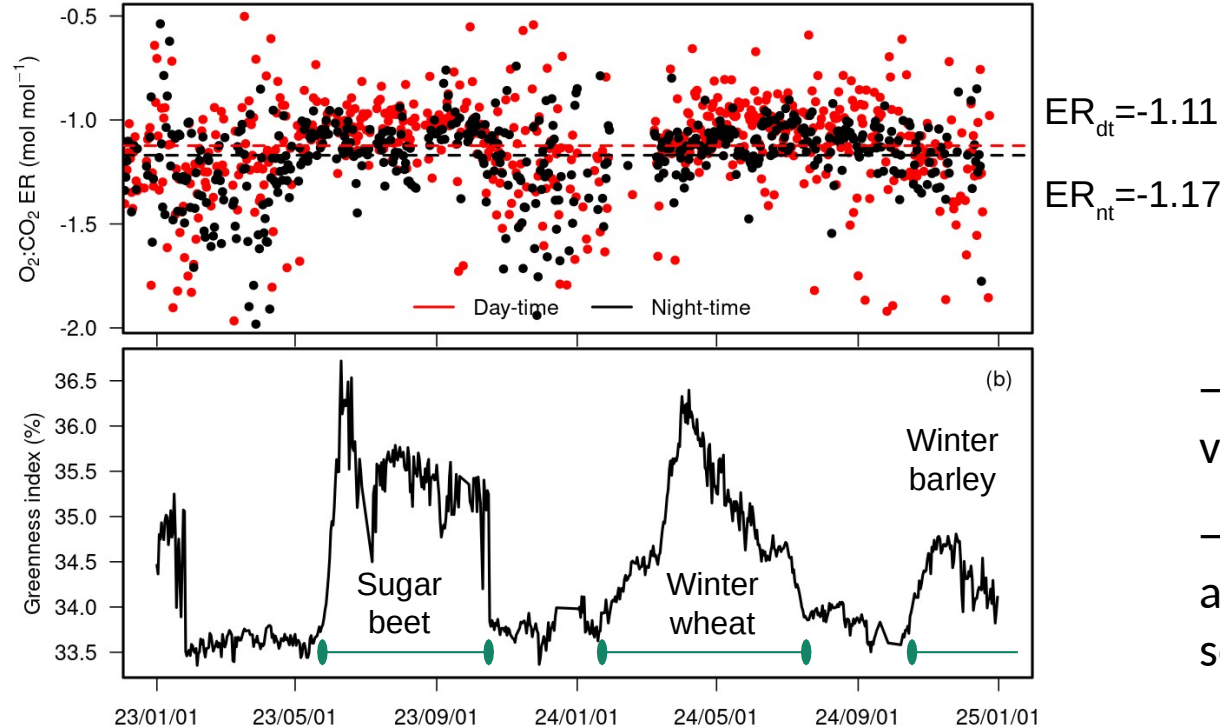 -0.5
-1.0
-1.5
-2.0
O₂:CO₂ ER (mol mol⁻¹)
Day-time
Night-time
ER_dt=-1.11
ER_nt=-1.17
(b)
36.5
36.0
35.5
35.0
34.5
34.0
33.5
Greenness index (%)
Sugar
beet
Winter
wheat
Winter
barley
23/01/01
23/05/01
23/09/01
24/01/01
24/05/01
24/09/01
25/01/01